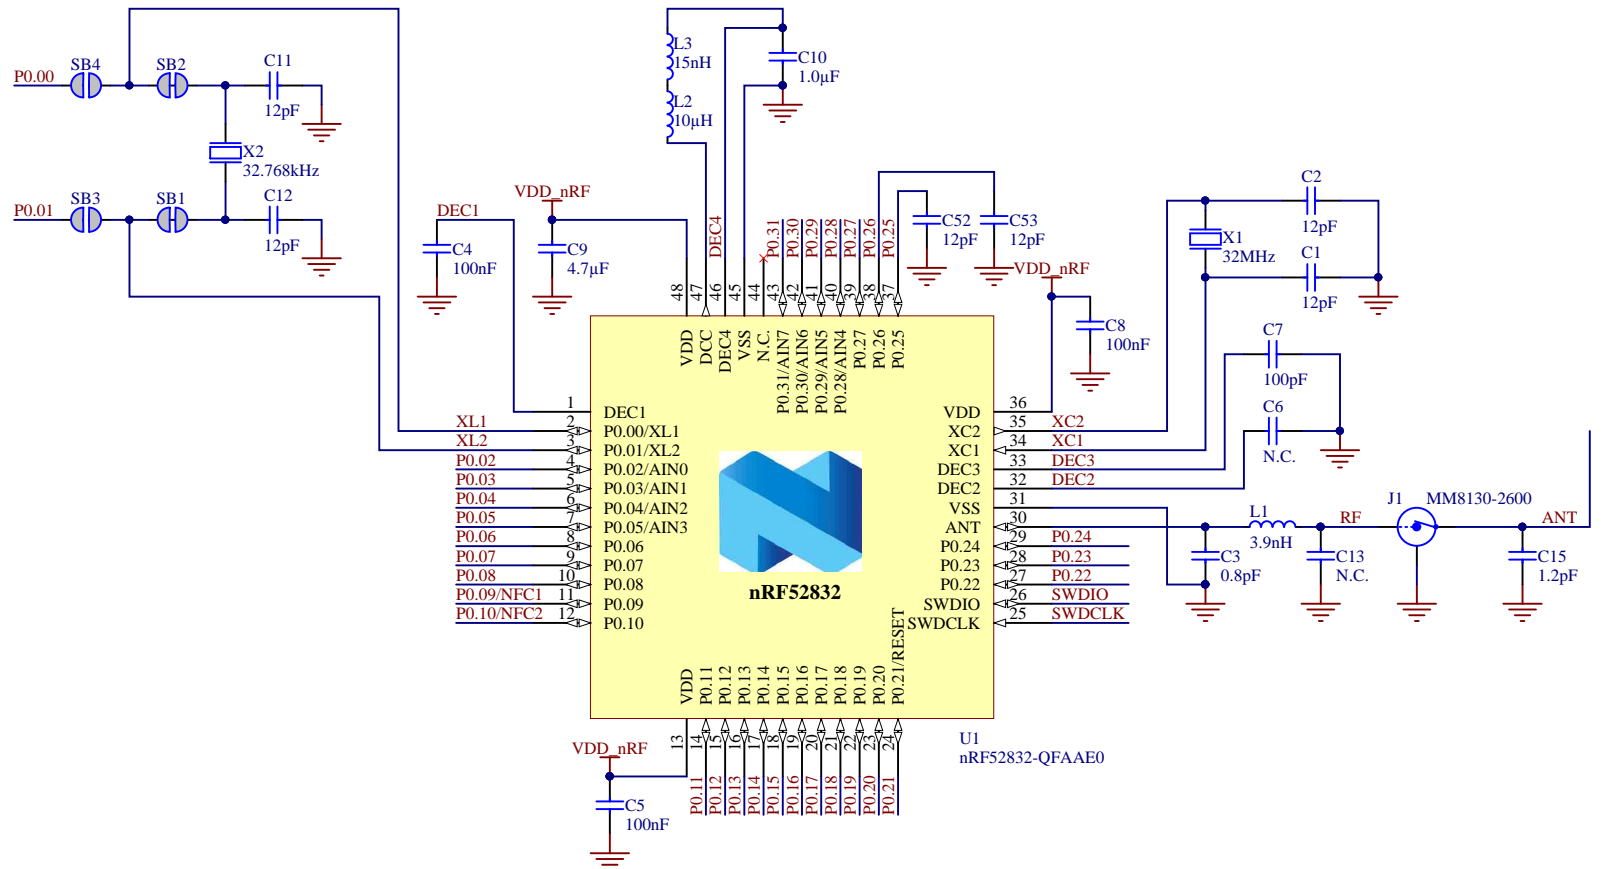 P0.00
SB4
SB2
C11
12pF
X2
32.768kHz
P0.01
SB3
SB1
C12
12pF
L3
15nH
L2
10µH
C10
1.0µF
DEC1
C4
100nF
VDD_nRF
C9
4.7µF
DEC4
P0.31
P0.30
P0.29
P0.28
P0.27
P0.26
P0.25
C52
12pF
C53
12pF
VDD_nRF
C8
100nF
C2
12pF
X1
32MHz
C1
12pF
C7
100pF
C6
N.C.
48
47
46
45
44
43
42
41
40
39
38
37
VDD
DCC
DEC4
VSS
N.C.
P0.31/AIN7
P0.30/AIN6
P0.29/AIN5
P0.28/AIN4
P0.27
P0.26
P0.25
1 DEC1
XL1 2 P0.00/XL1
XL2 3 P0.01/XL2
P0.02 4 P0.02/AIN0
P0.03 5 P0.03/AIN1
P0.04 6 P0.04/AIN2
P0.05 7 P0.05/AIN3
P0.06 8 P0.06
P0.07 9 P0.07
P0.08 10 P0.08
P0.09/NFC1 11 P0.09
P0.10/NFC2 12 P0.10
nRF52832
VDD 36
XC2 35 XC2
XC1 34 XC1
DEC3 33 DEC3
DEC2 32 DEC2
VSS 31
ANT 30
P0.24 29 P0.24
P0.23 28 P0.23
P0.22 27 P0.22
SWDIO 26 SWDIO
SWDCLK 25 SWDCLK
L1
3.9nH
RF
J1
MM8130-2600
ANT
C3
0.8pF
C13
N.C.
C15
1.2pF
VDD
P0.11
P0.12
P0.13
P0.14
P0.15
P0.16
P0.17
P0.18
P0.19
P0.20
P0.21/RESET
13
14
15
16
17
18
19
20
21
22
23
24
P0.11
P0.12
P0.13
P0.14
P0.15
P0.16
P0.17
P0.18
P0.19
P0.20
P0.21
VDD_nRF
C5
100nF
U1
nRF52832-QFAAE0